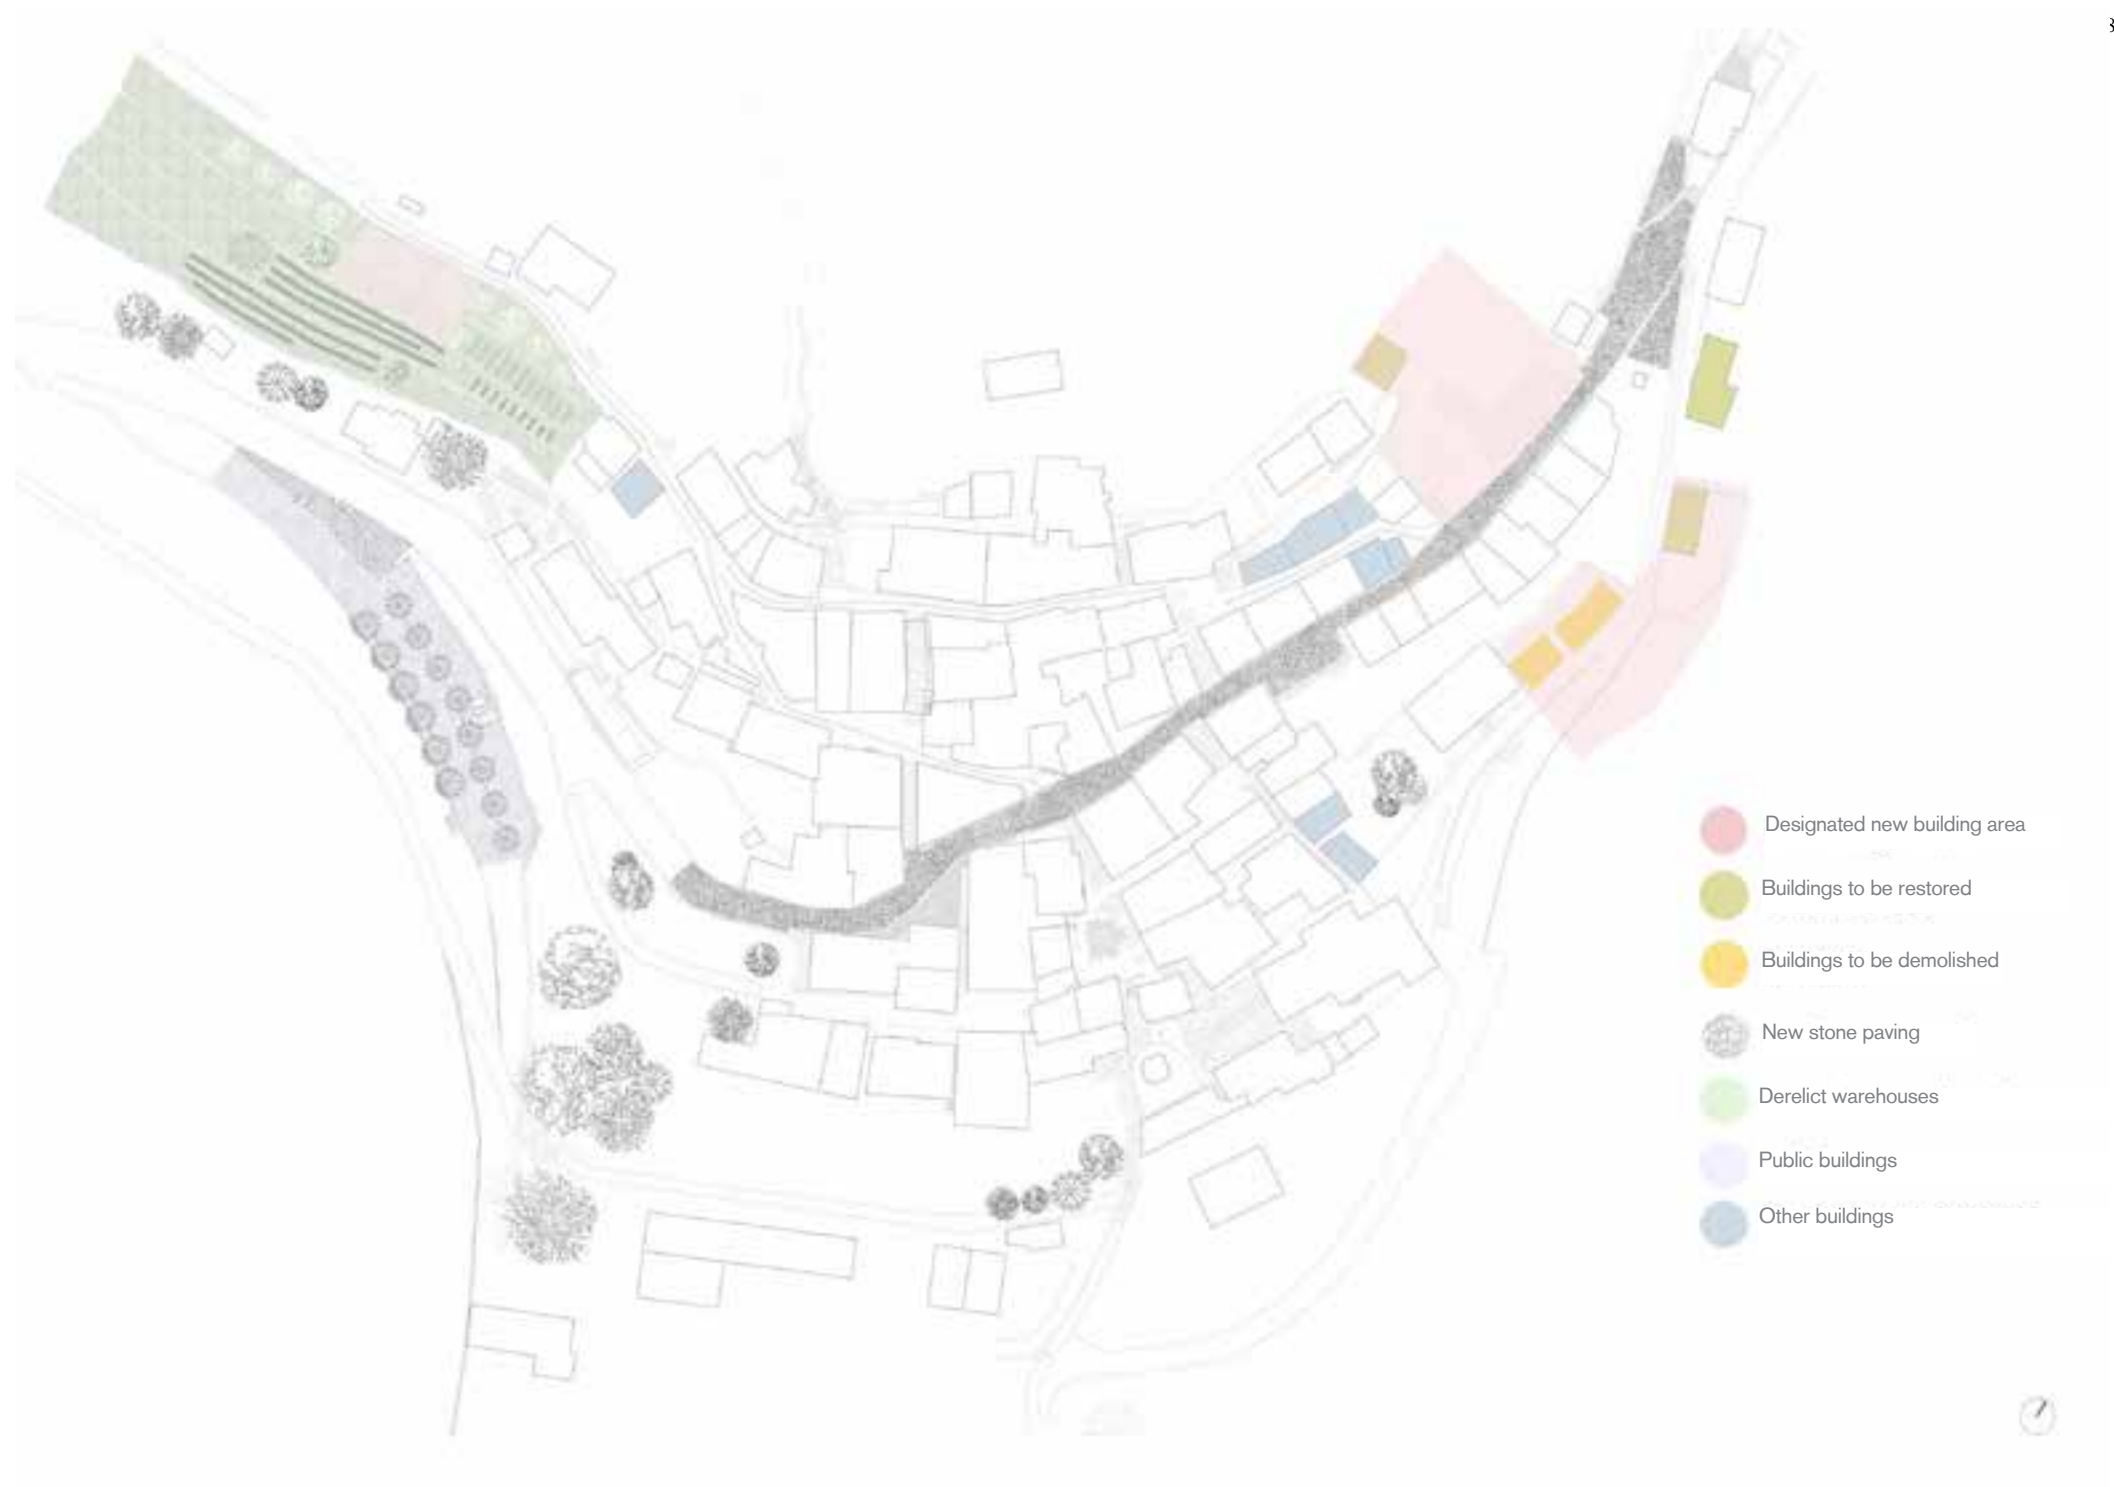 Designated new building area
Buildings to be restored
Buildings to be demolished
New stone paving
Derelict warehouses
Public buildings
Other buildings